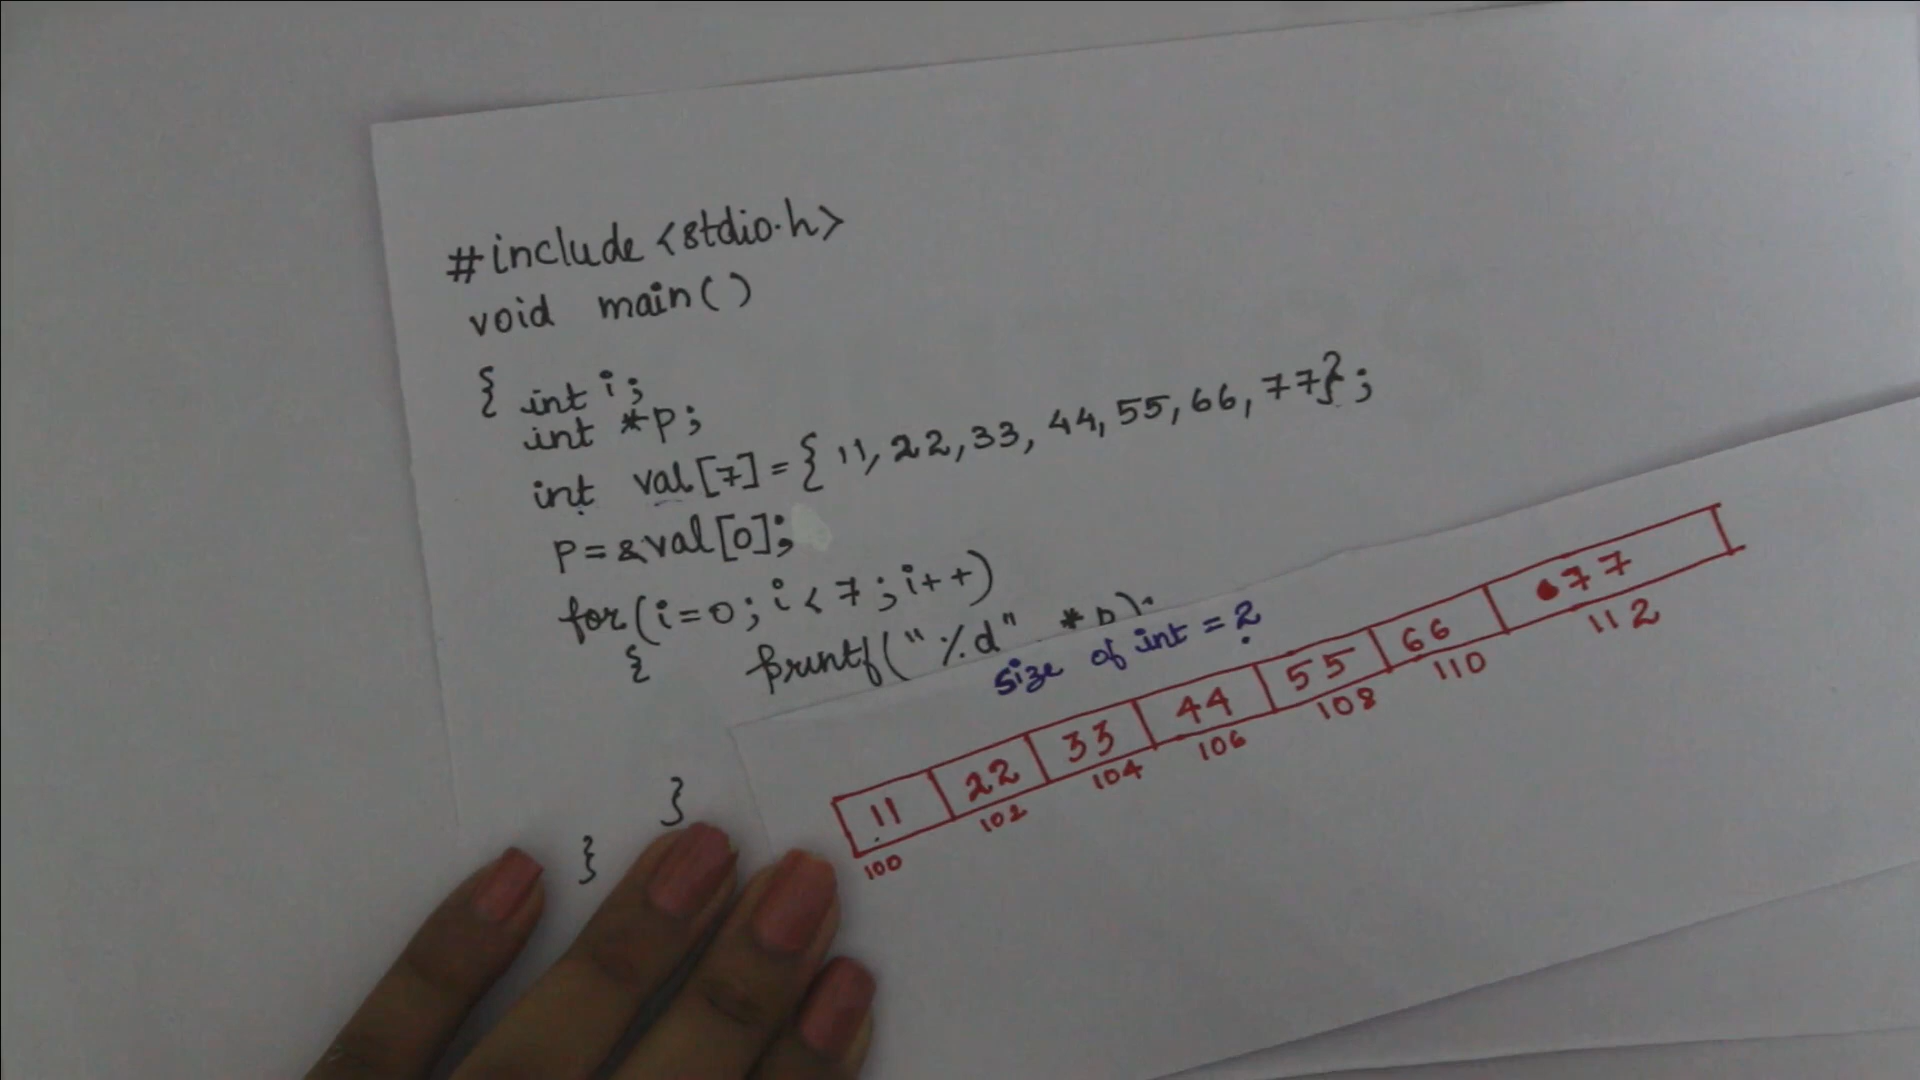 #include <stdio.h>
void main()
{ int i;
int *p;
int val[7] = { 11, 22, 33, 44, 55, 66, 77};
p = &val[0];
for(i=0; i<7; i++)
{ printf("%d" *p);
}
}
size of int = 2
11 22 33 44 55 66 77
100 102 104 106 108 110 112